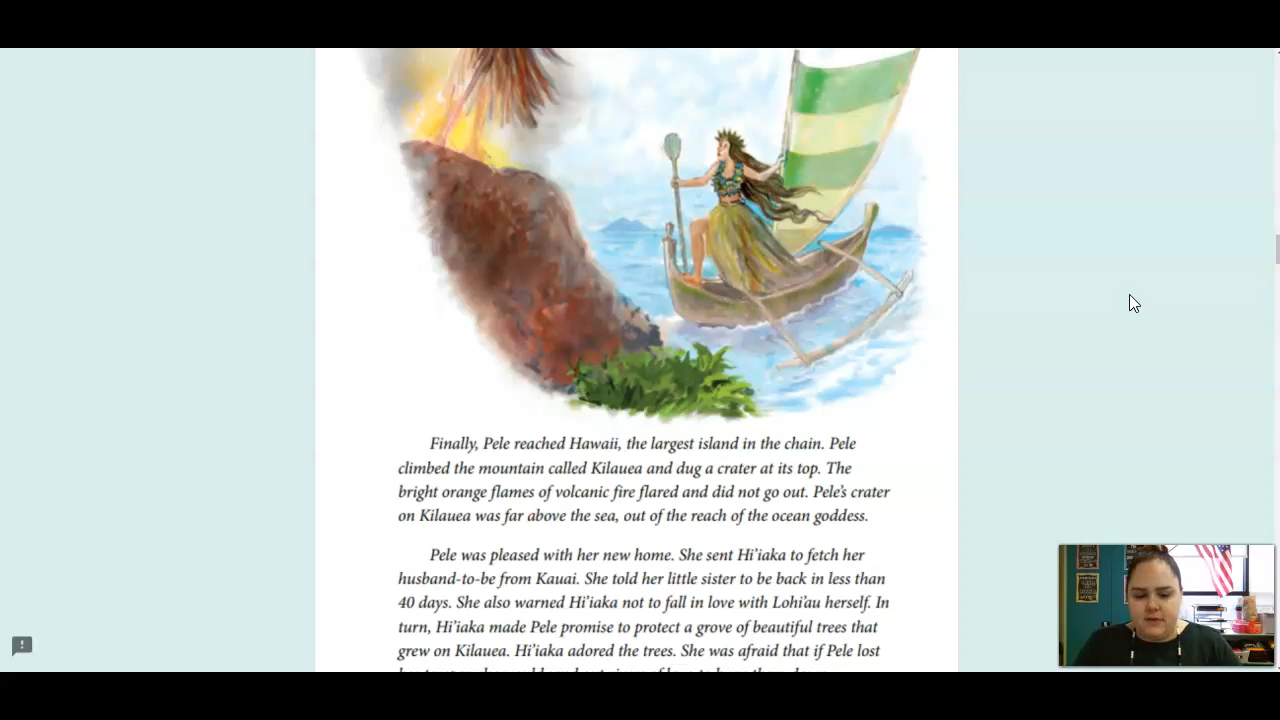 Finally, Pele reached Hawaii, the largest island in the chain. Pele
climbed the mountain called Kilauea and dug a crater at its top. The
bright orange flames of volcanic fire flared and did not go out. Pele's crater
on Kilauea was far above the sea, out of the reach of the ocean goddess.
Pele was pleased with her new home. She sent Hi'iaka to fetch her
husband-to-be from Kauai. She told her little sister to be back in less than
40 days. She also warned Hi'iaka not to fall in love with Lohi'au herself. In
turn, Hi'iaka made Pele promise to protect a grove of beautiful trees that
grew on Kilauea. Hi'iaka adored the trees. She was afraid that if Pele lost